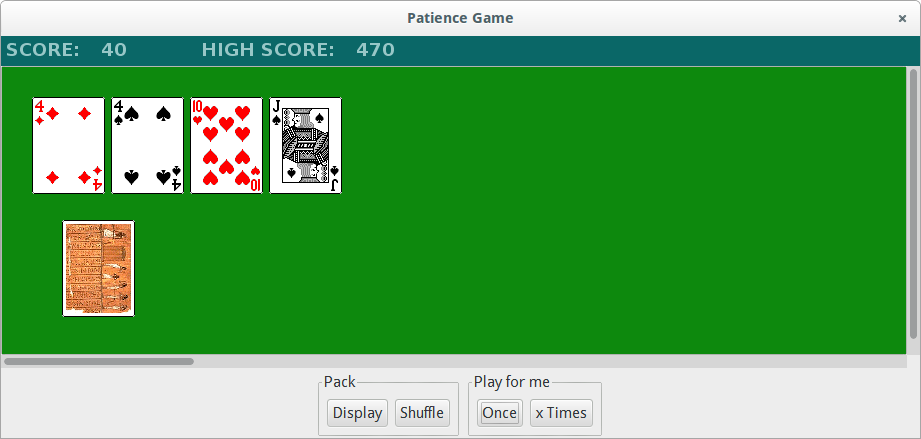 Patience Game ×
SCORE: 40 HIGH SCORE: 470
4 4 10 J
4 4 10 J
Pack Play for me
Display Shuffle Once x Times